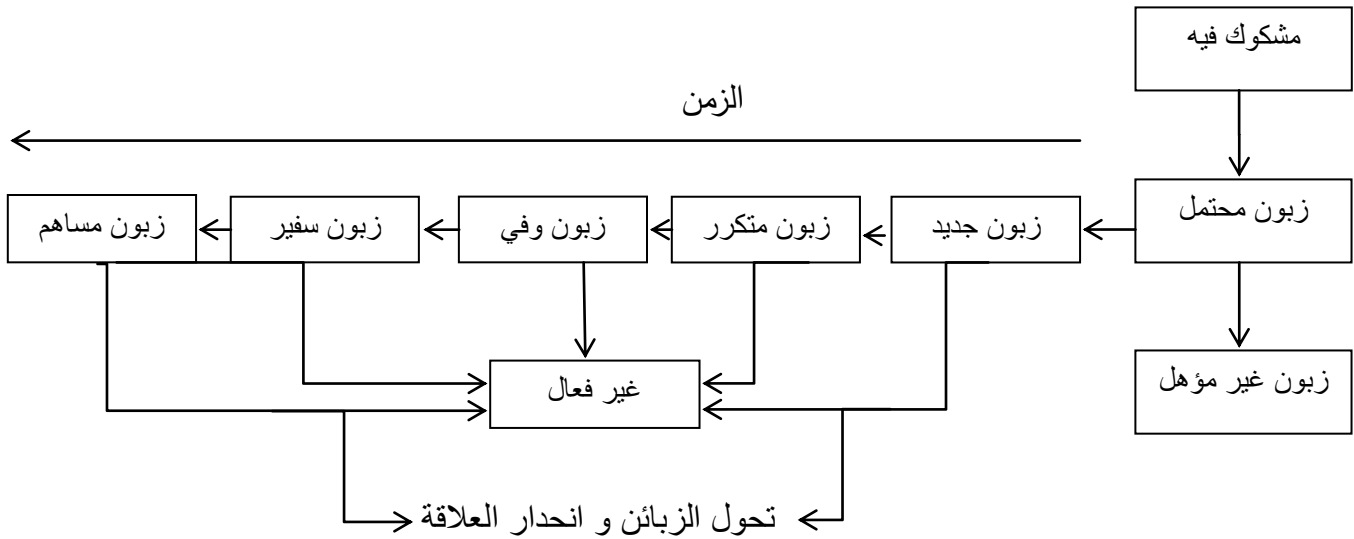 مشكوك فيه
الزمن
زبون محتمل
زبون جديد
زبون متكرر
زبون وفي
زبون سفير
زبون مساهم
زبون غير مؤهل
غير فعال
تحول الزبائن و انحدار العلاقة